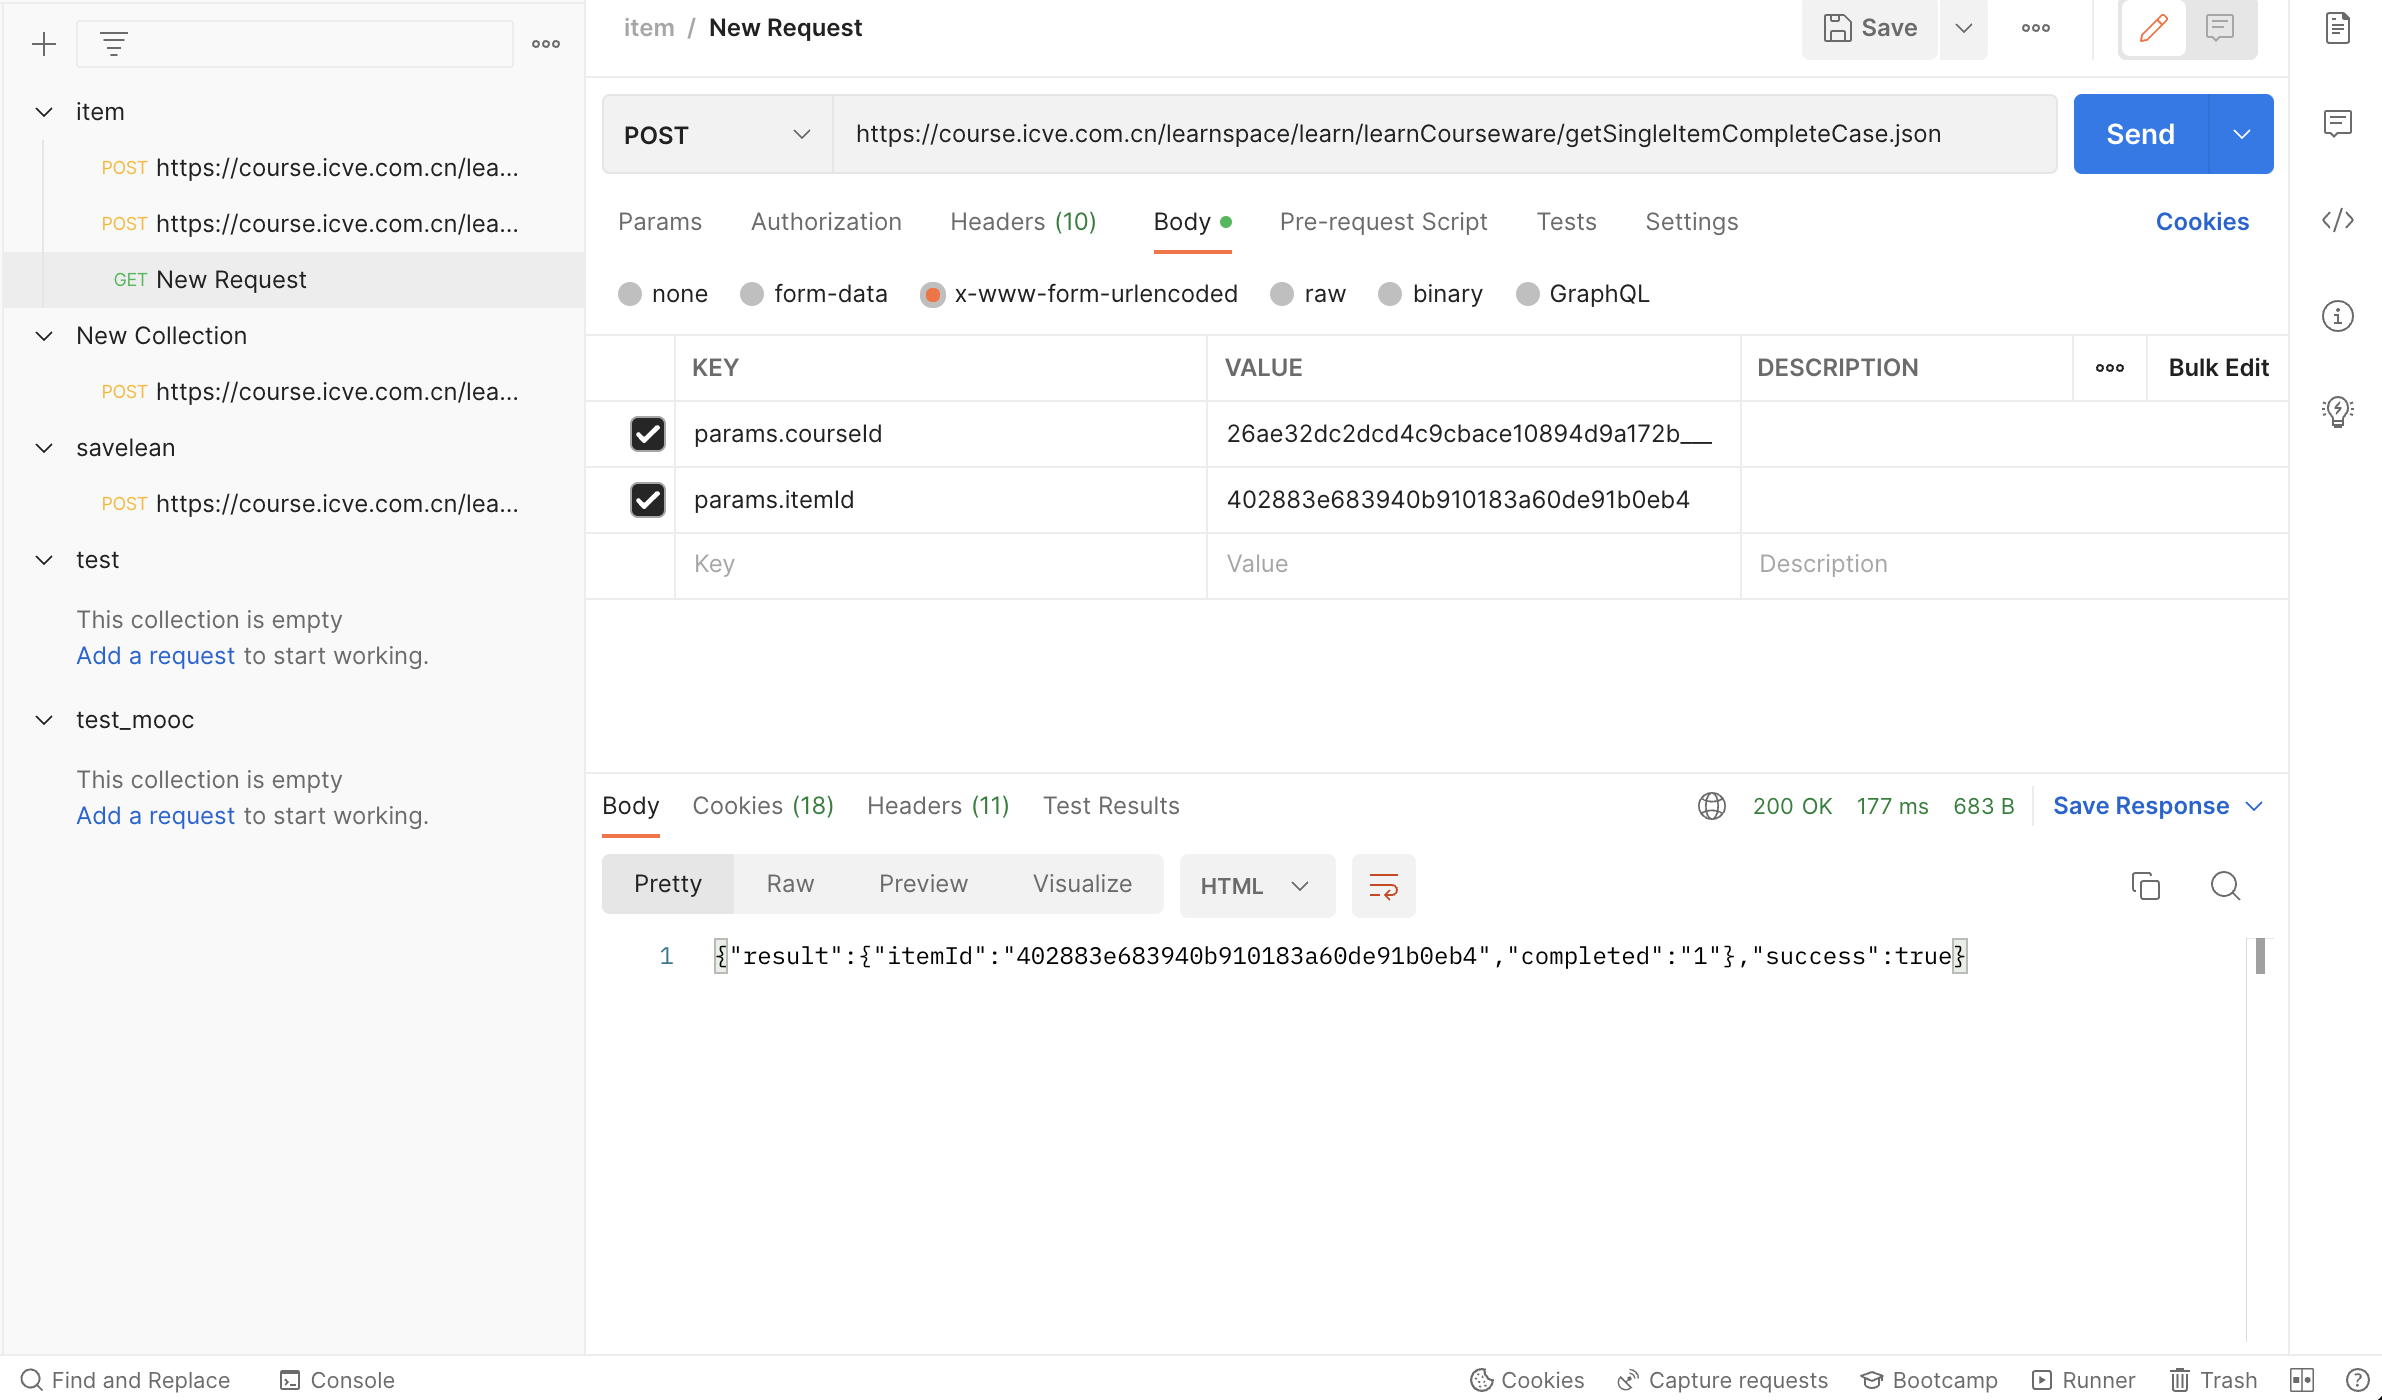 item
POST https://course.icve.com.cn/lea...
POST https://course.icve.com.cn/lea...
GET New Request
New Collection
POST https://course.icve.com.cn/lea...
savelean
POST https://course.icve.com.cn/lea...
test
This collection is empty
Add a request to start working.
test_mooc
This collection is empty
Add a request to start working.
item / New Request
Save
POST https://course.icve.com.cn/learnspace/learn/learnCourseware/getSingleItemCompleteCase.json Send
Params Authorization Headers (10) Body Pre-request Script Tests Settings Cookies
none form-data x-www-form-urlencoded raw binary GraphQL
KEY VALUE DESCRIPTION Bulk Edit
params.courseId 26ae32dc2dcd4c9cbace10894d9a172b___
params.itemId 402883e683940b910183a60de91b0eb4
Key Value Description
Body Cookies (18) Headers (11) Test Results 200 OK 177 ms 683 B Save Response
Pretty Raw Preview Visualize HTML
1 {"result":{"itemId":"402883e683940b910183a60de91b0eb4","completed":"1"},"success":true}
Find and Replace Console Cookies Capture requests Bootcamp Runner Trash